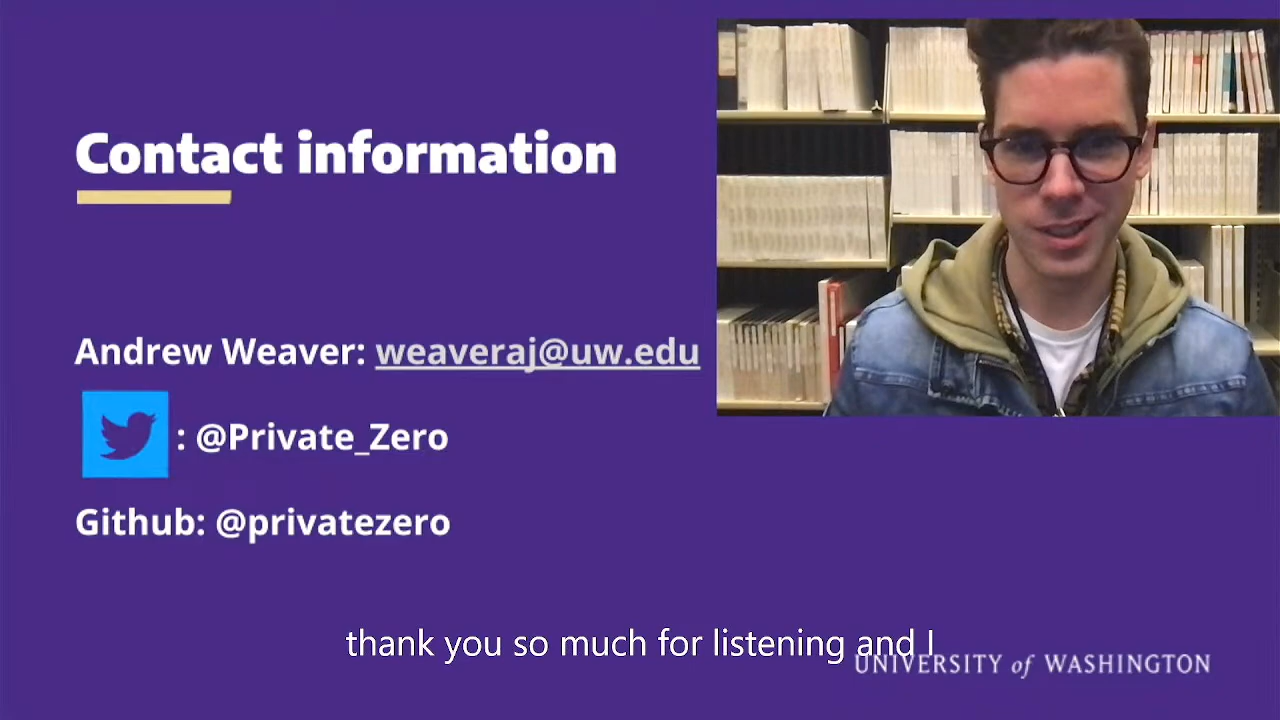 Contact information
Andrew Weaver: weaveraj@uw.edu
: @Private_Zero
Github: @privatezero
thank you so much for listening and I
UNIVERSITY of WASHINGTON